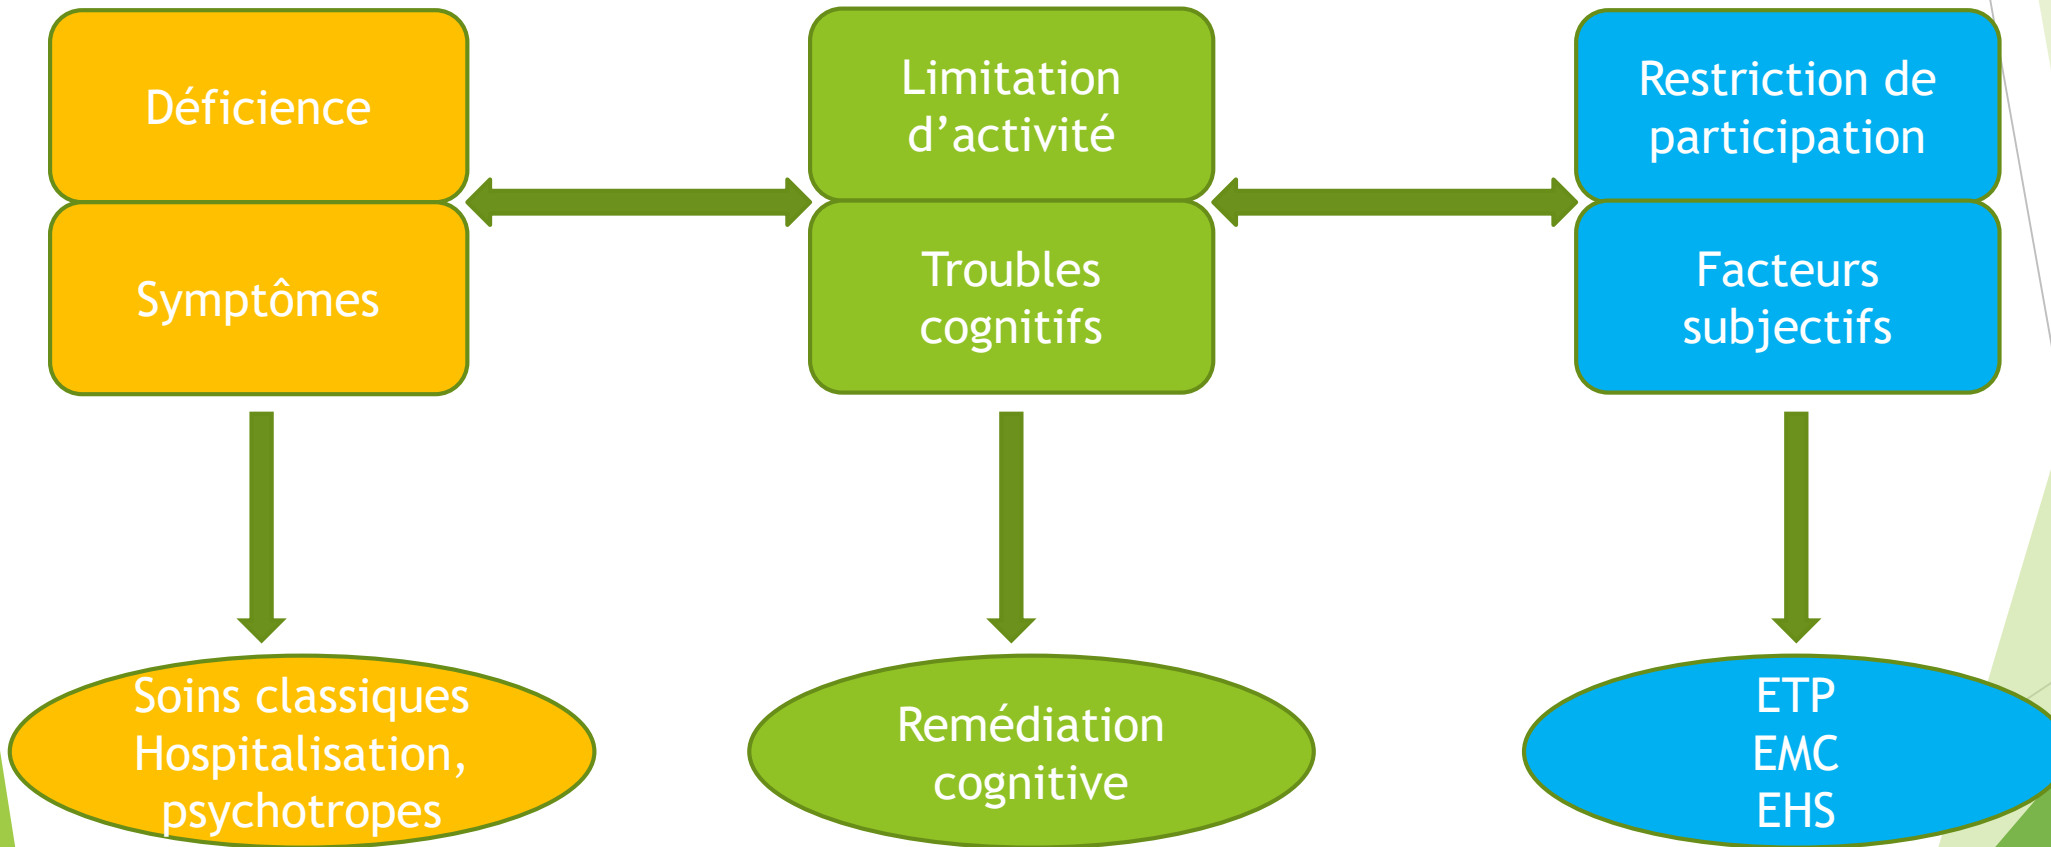 Déficience
Symptômes
Limitation
d’activité
Troubles
cognitifs
Restriction de
participation
Facteurs
subjectifs
Soins classiques
Hospitalisation,
psychotropes
Remédiation
cognitive
ETP
EMC
EHS